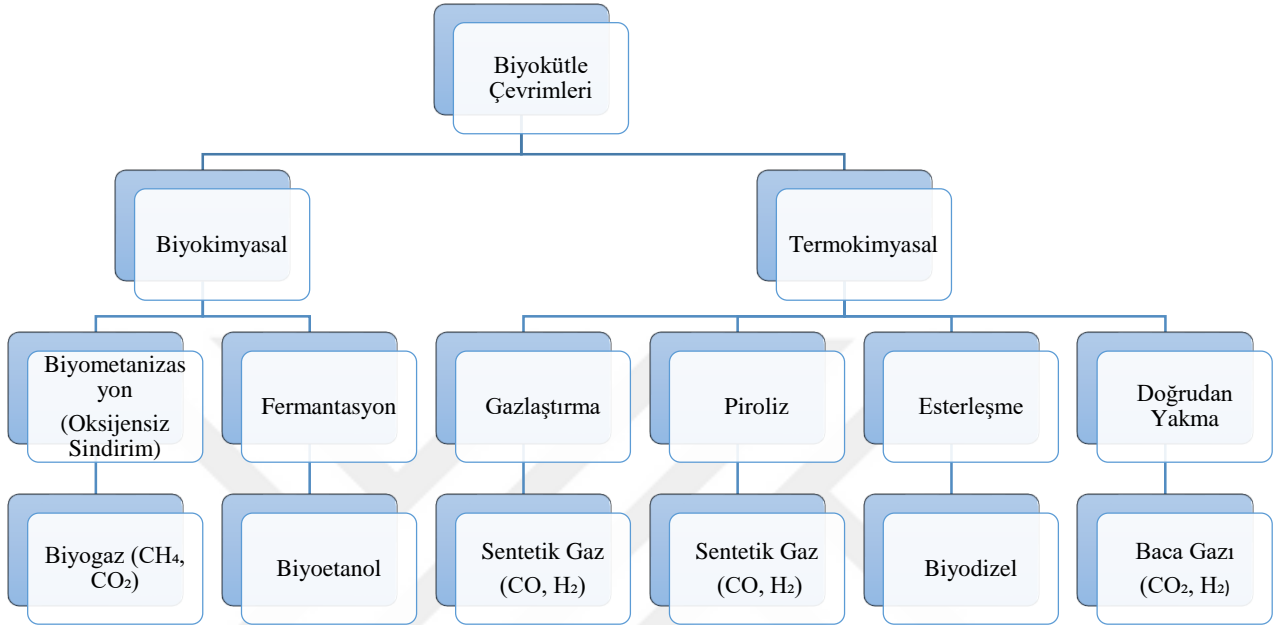 Biyokütle
Çevrimleri
Biyokimyasal
Termokimyasal
Biyometanizas
yon
(Oksijensiz
Sindirim)
Fermantasyon
Gazlaştırma
Piroliz
Esterleşme
Doğrudan
Yakma
Biyogaz (CH₄,
CO₂)
Biyoetanol
Sentetik Gaz
(CO, H₂)
Sentetik Gaz
(CO, H₂)
Biyodizel
Baca Gazı
(CO₂, H₂)